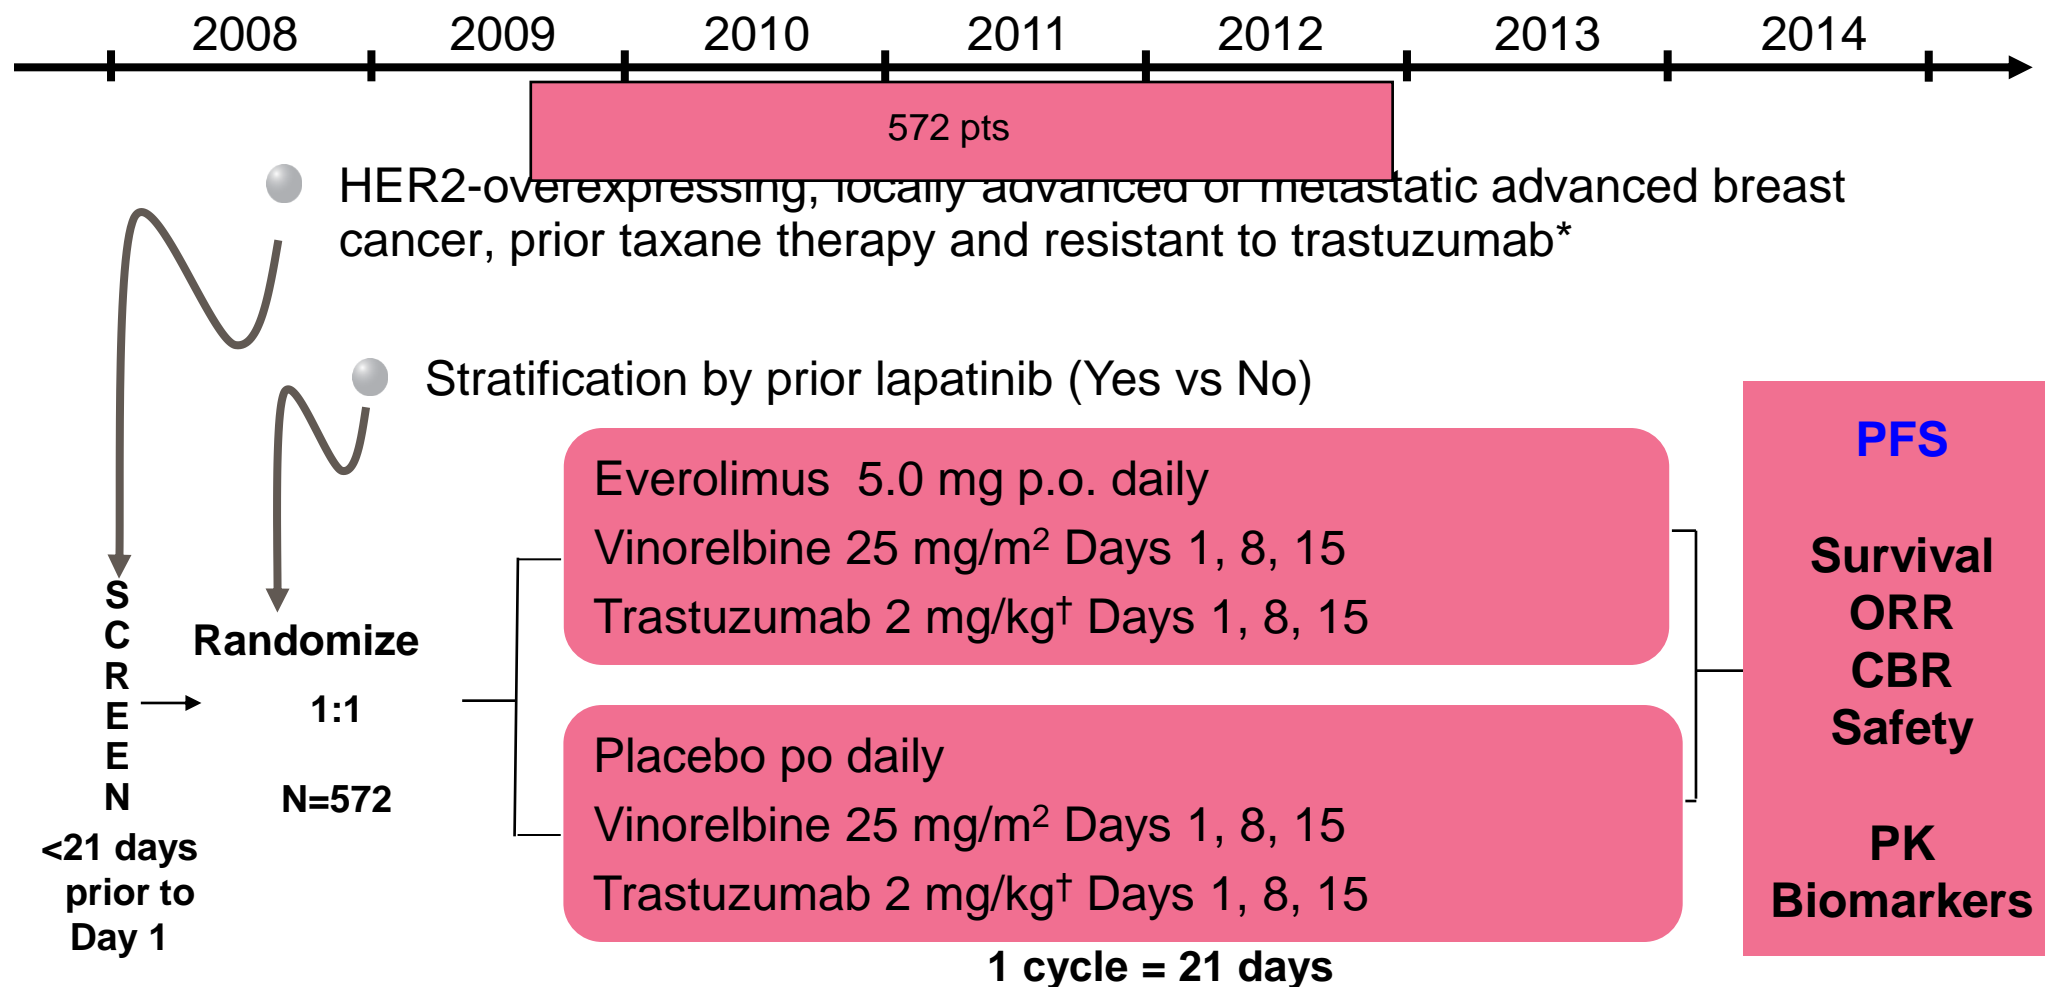 2008 2009 2010 2011 2012 2013 2014
572 pts
HER2-overexpressing, locally advanced or metastatic advanced breast
cancer, prior taxane therapy and resistant to trastuzumab*
Stratification by prior lapatinib (Yes vs No)
SCREEN
<21 days
prior to
Day 1
Randomize
1:1
N=572
Everolimus 5.0 mg p.o. daily
Vinorelbine 25 mg/m² Days 1, 8, 15
Trastuzumab 2 mg/kg† Days 1, 8, 15
Placebo po daily
Vinorelbine 25 mg/m² Days 1, 8, 15
Trastuzumab 2 mg/kg† Days 1, 8, 15
1 cycle = 21 days
PFS
Survival
ORR
CBR
Safety
PK
Biomarkers